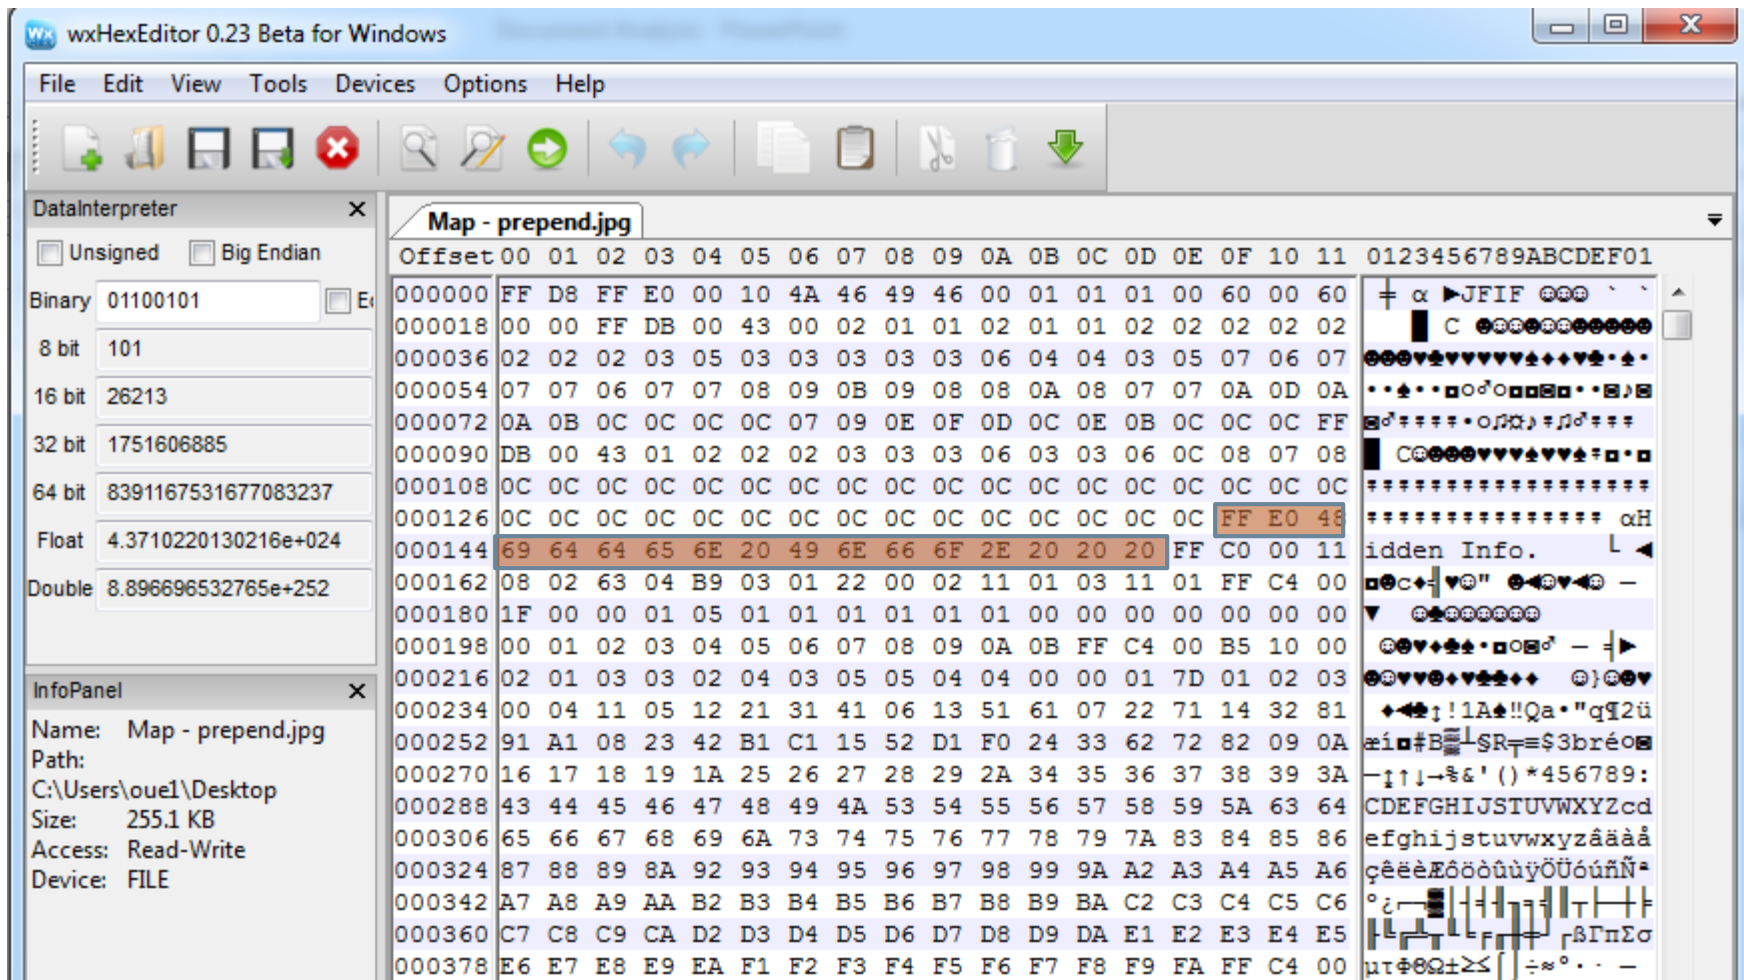 wxHexEditor 0.23 Beta for Windows
File Edit View Tools Devices Options Help
DataInterpreter
Unsigned Big Endian
Binary 01100101
8 bit 101
16 bit 26213
32 bit 1751606885
64 bit 8391167531677083237
Float 4.3710220130216e+024
Double 8.896696532765e+252
InfoPanel
Name: Map - prepend.jpg
Path:
C:\Users\oue1\Desktop
Size: 255.1 KB
Access: Read-Write
Device: FILE
Map - prepend.jpg
Offset 00 01 02 03 04 05 06 07 08 09 0A 0B 0C 0D 0E 0F 10 11 0123456789ABCDEF01
000000 FF D8 FF E0 00 10 4A 46 49 46 00 01 01 01 00 60 00 60 ╪ α ►JFIF ☺☺☺ ` `
000018 00 00 FF DB 00 43 00 02 01 01 02 01 01 02 02 02 02 02
000036 02 02 02 03 05 03 03 03 03 03 06 04 04 03 05 07 06 07
000054 07 07 06 07 07 08 09 0B 09 08 08 0A 08 07 07 0A 0D 0A
000072 0A 0B 0C 0C 0C 0C 07 09 0E 0F 0D 0C 0E 0B 0C 0C 0C FF
000090 DB 00 43 01 02 02 02 03 03 03 06 03 03 06 0C 08 07 08
000108 0C 0C 0C 0C 0C 0C 0C 0C 0C 0C 0C 0C 0C 0C 0C 0C 0C 0C
000126 0C 0C 0C 0C 0C 0C 0C 0C 0C 0C 0C 0C 0C 0C 0C FF E0 48 αH
000144 69 64 64 65 6E 20 49 6E 66 6F 2E 20 20 20 FF C0 00 11 idden Info. └ ◄
000162 08 02 63 04 B9 03 01 22 00 02 11 01 03 11 01 FF C4 00
000180 1F 00 00 01 05 01 01 01 01 01 01 00 00 00 00 00 00 00
000198 00 01 02 03 04 05 06 07 08 09 0A 0B FF C4 00 B5 10 00
000216 02 01 03 03 02 04 03 05 05 04 04 00 00 01 7D 01 02 03
000234 00 04 11 05 12 21 31 41 06 13 51 61 07 22 71 14 32 81 ♦◄♣↕!1A♠‼Qa•"q¶2ü
000252 91 A1 08 23 42 B1 C1 15 52 D1 F0 24 33 62 72 82 09 0A æí◘#B▒┴§R╤≡$3bré○◙
000270 16 17 18 19 1A 25 26 27 28 29 2A 34 35 36 37 38 39 3A ▬↨↑↓→%&'()*456789:
000288 43 44 45 46 47 48 49 4A 53 54 55 56 57 58 59 5A 63 64 CDEFGHIJSTUVWXYZcd
000306 65 66 67 68 69 6A 73 74 75 76 77 78 79 7A 83 84 85 86 efghijstuvwxyzâäàå
000324 87 88 89 8A 92 93 94 95 96 97 98 99 9A A2 A3 A4 A5 A6 çêëèÆôöòûùÿÖÜóúñѪ
000342 A7 A8 A9 AA B2 B3 B4 B5 B6 B7 B8 B9 BA C2 C3 C4 C5 C6
000360 C7 C8 C9 CA D2 D3 D4 D5 D6 D7 D8 D9 DA E1 E2 E3 E4 E5
000378 E6 E7 E8 E9 EA F1 F2 F3 F4 F5 F6 F7 F8 F9 FA FF C4 00